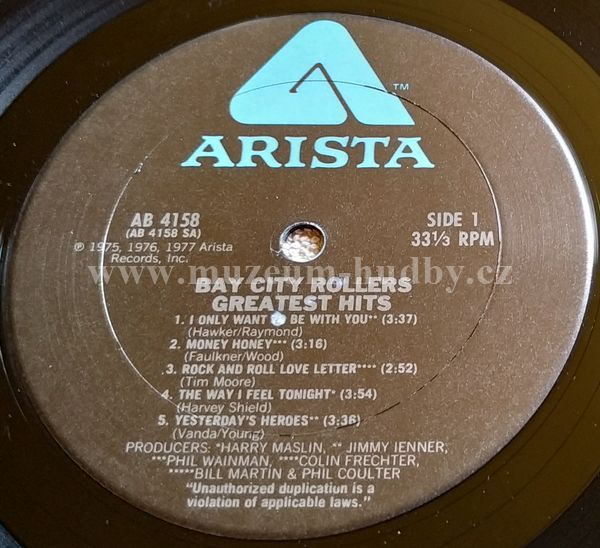 TM
ARISTA
AB 4158
(AB 4158 SA)
℗ 1975, 1976, 1977 Arista
Records, Inc.
SIDE 1
33⅓ RPM
www.muzeum-hudby.cz
BAY CITY ROLLERS
GREATEST HITS
1. I ONLY WANT TO BE WITH YOU** (3:37)
(Hawker/Raymond)
2. MONEY HONEY*** (3:16)
(Faulkner/Wood)
3. ROCK AND ROLL LOVE LETTER**** (2:52)
(Tim Moore)
4. THE WAY I FEEL TONIGHT* (3:54)
(Harvey Shield)
5. YESTERDAY'S HEROES** (3:36)
(Vanda/Young)
PRODUCERS: *HARRY MASLIN, ** JIMMY IENNER,
***PHIL WAINMAN, ****COLIN FRECHTER,
*****BILL MARTIN & PHIL COULTER
"Unauthorized duplication is a
violation of applicable laws."